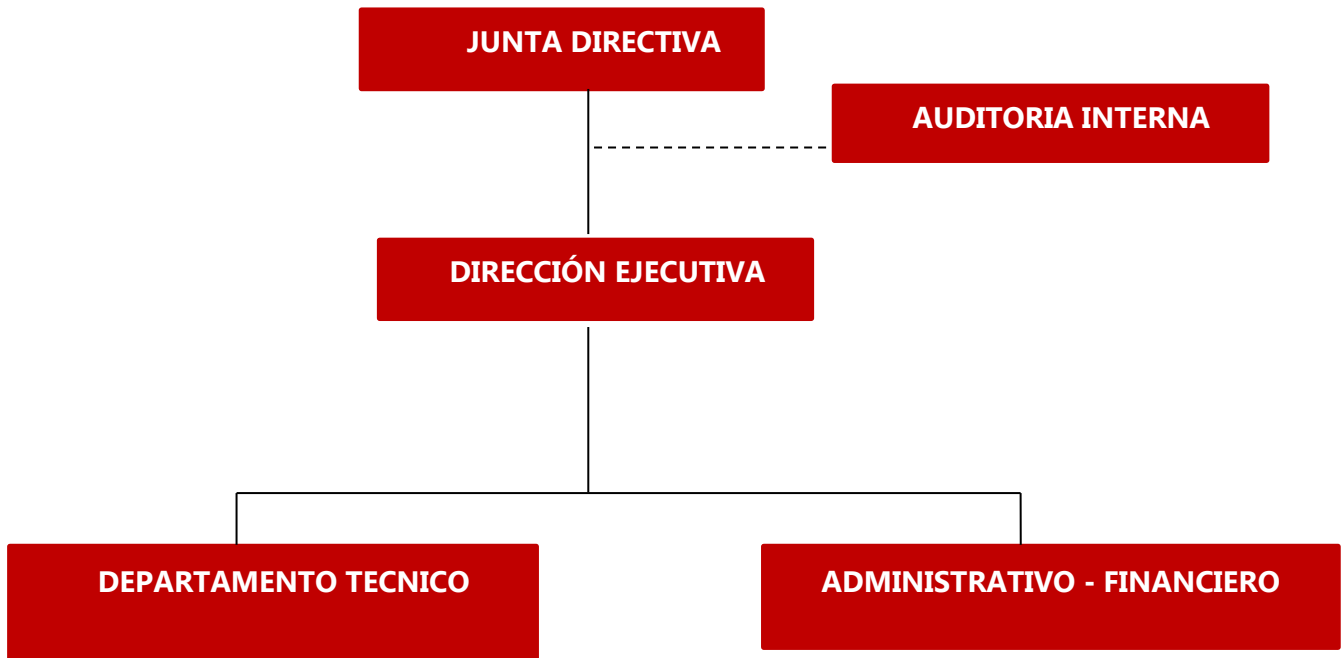 JUNTA DIRECTIVA
AUDITORIA INTERNA
DIRECCIÓN EJECUTIVA
DEPARTAMENTO TECNICO
ADMINISTRATIVO - FINANCIERO